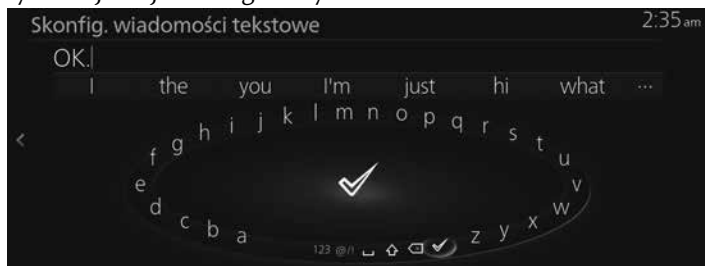 Skonfig. wiadomości tekstowe 2:35 am
OK.
I the you I'm just hi what ...
a b c d e f g h i j k l m n o p q r s t u v w x y z
123 @/!